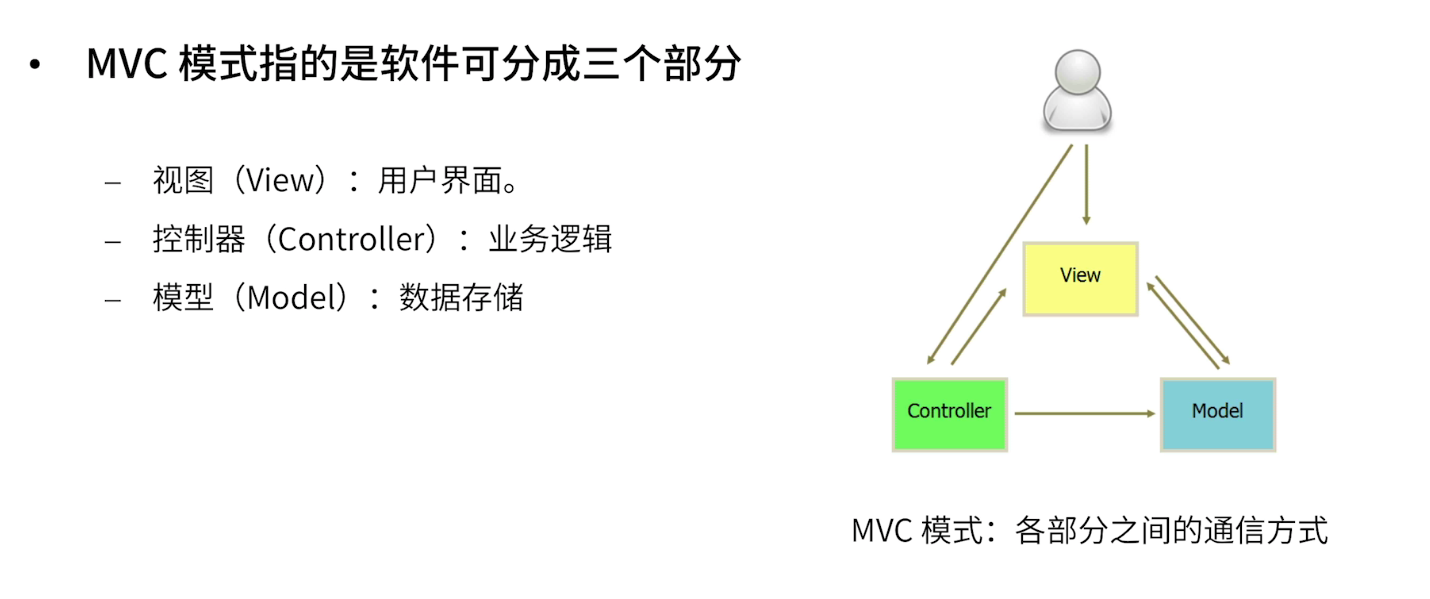 • MVC 模式指的是软件可分成三个部分
– 视图（View）：用户界面。
– 控制器（Controller）：业务逻辑
– 模型（Model）：数据存储
View
Controller
Model
MVC 模式：各部分之间的通信方式